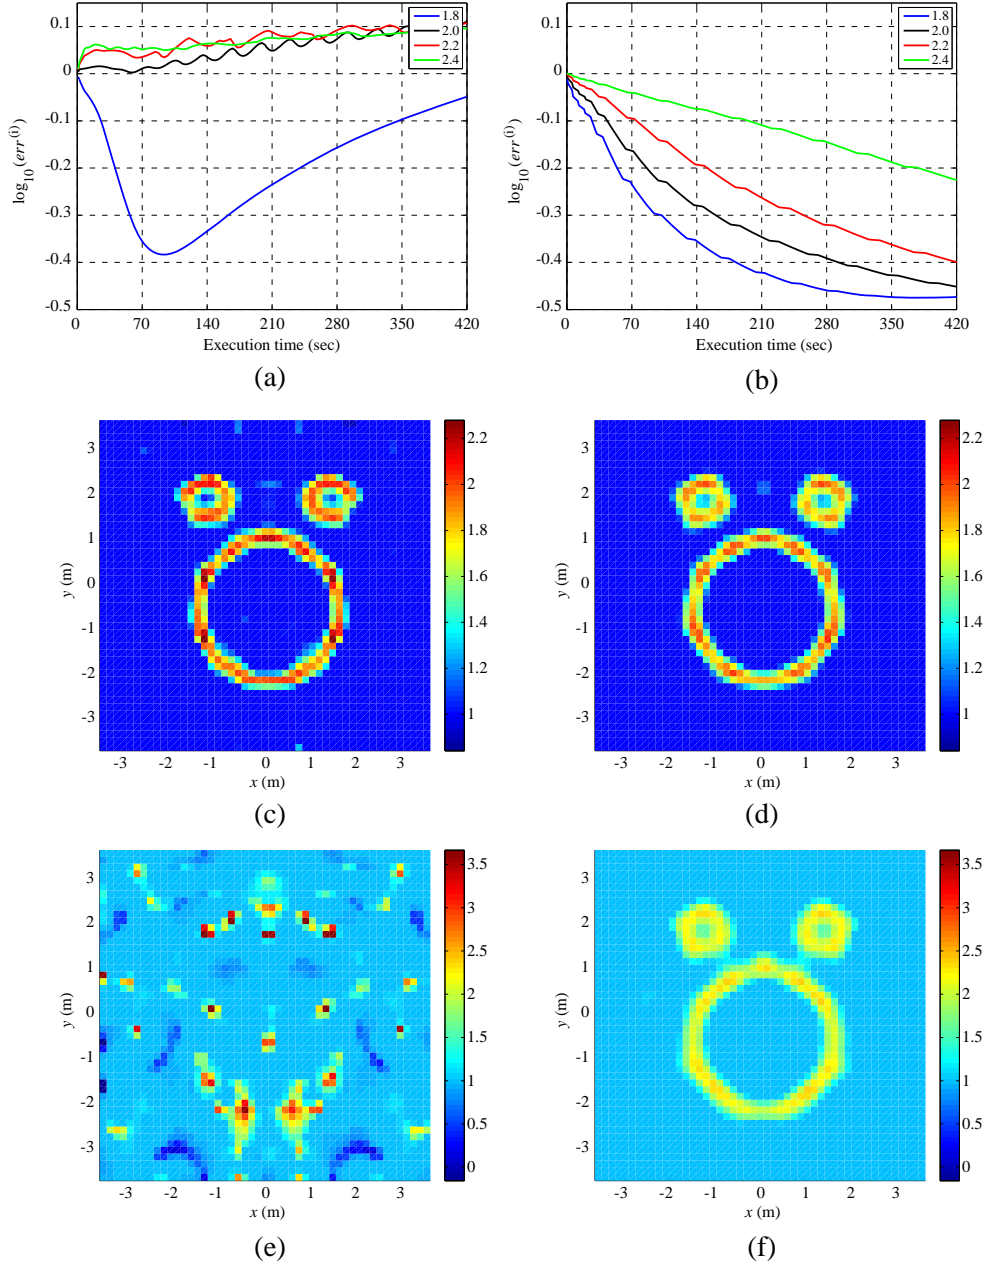 0.1 0 -0.1 -0.2 -0.3 -0.4 -0.5
log10(err(i))
1.8
2.0
2.2
2.4
0 70 140 210 280 350 420
Execution time (sec)
(a)
0.1 0 -0.1 -0.2 -0.3 -0.4 -0.5
log10(err(i))
1.8
2.0
2.2
2.4
0 70 140 210 280 350 420
Execution time (sec)
(b)
3 2 1 0 -1 -2 -3
y (m)
-3 -2 -1 0 1 2 3
x (m)
2.2 2 1.8 1.6 1.4 1.2 1
(c)
3 2 1 0 -1 -2 -3
y (m)
-3 -2 -1 0 1 2 3
x (m)
2.2 2 1.8 1.6 1.4 1.2 1
(d)
3 2 1 0 -1 -2 -3
y (m)
-3 -2 -1 0 1 2 3
x (m)
3.5 3 2.5 2 1.5 1 0.5 0
(e)
3 2 1 0 -1 -2 -3
y (m)
-3 -2 -1 0 1 2 3
x (m)
3.5 3 2.5 2 1.5 1 0.5 0
(f)